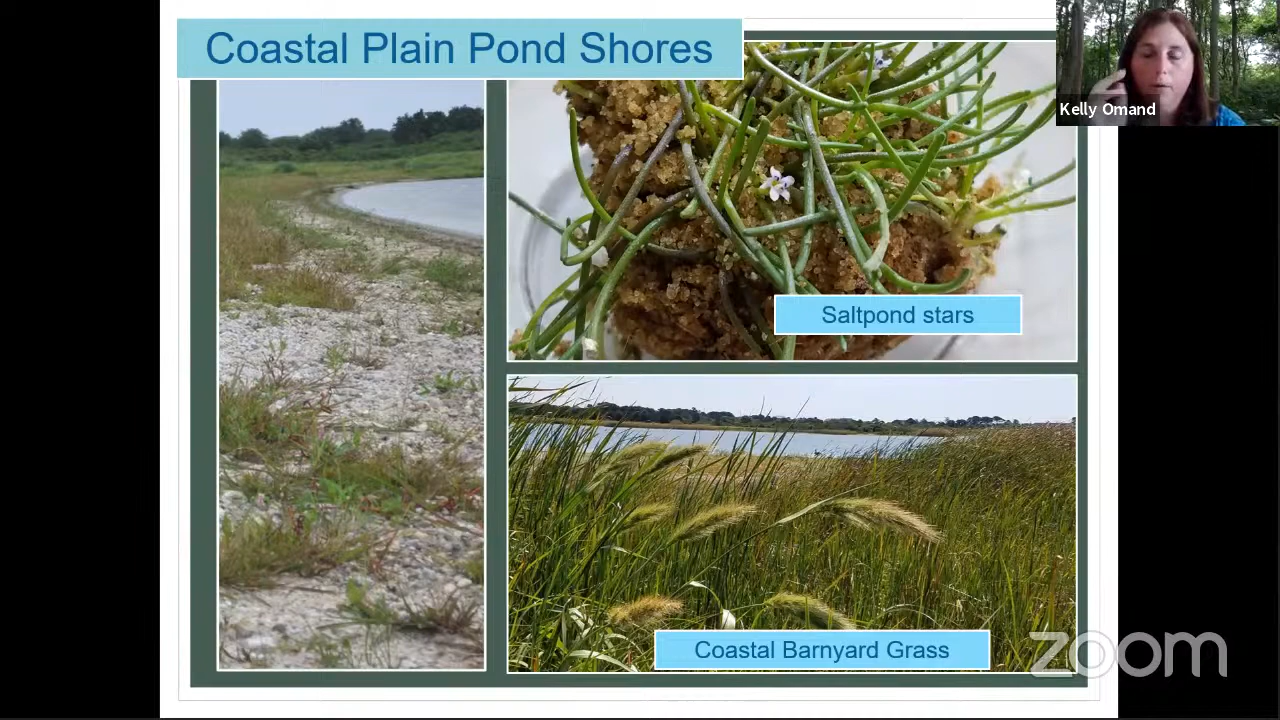 Coastal Plain Pond Shores
Kelly Omand
Saltpond stars
Coastal Barnyard Grass
zoom